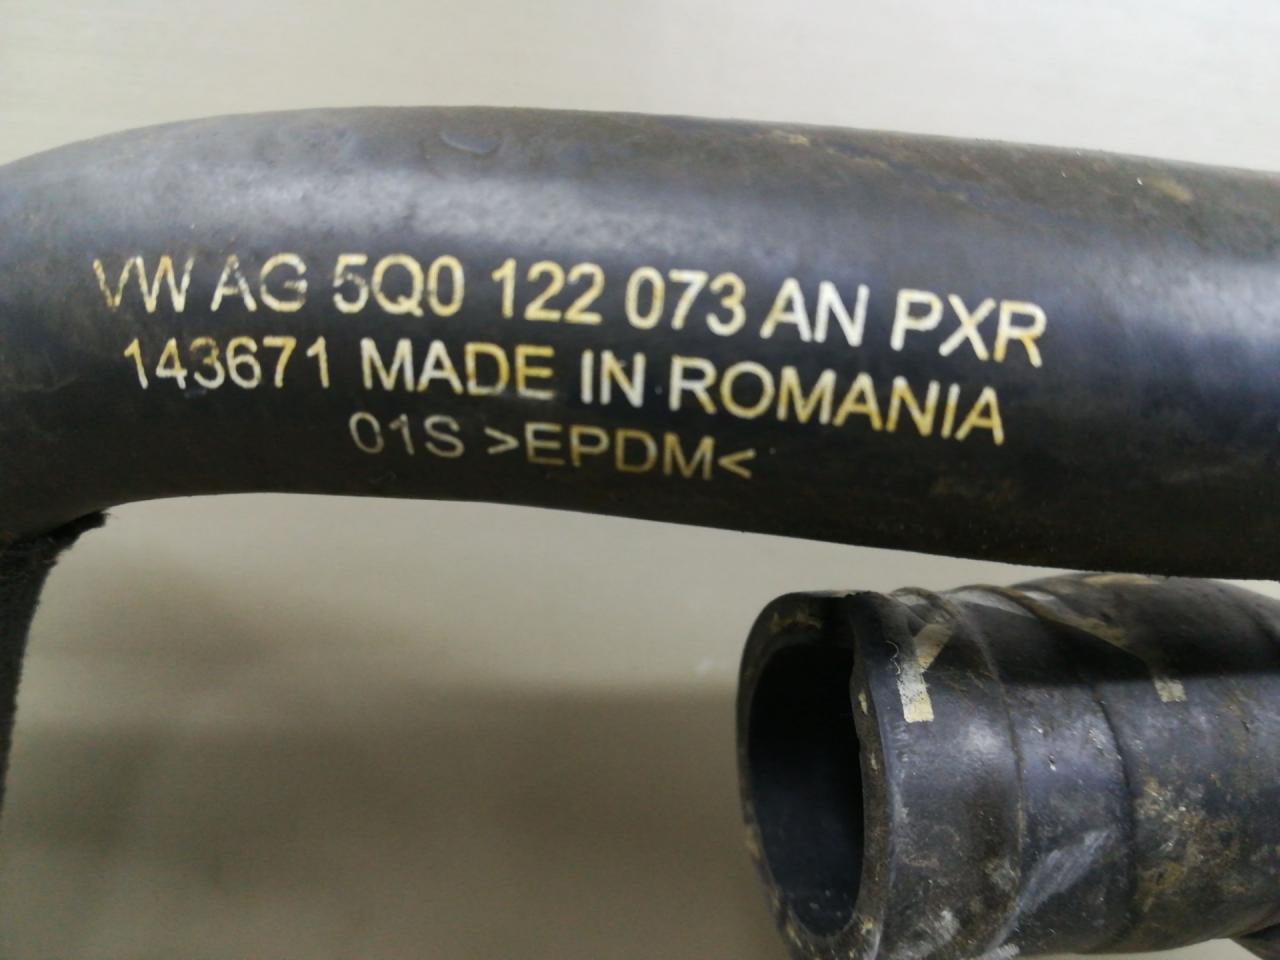 VW AG 5Q0 122 073 AN PXR
143671 MADE IN ROMANIA
01S >EPDM<